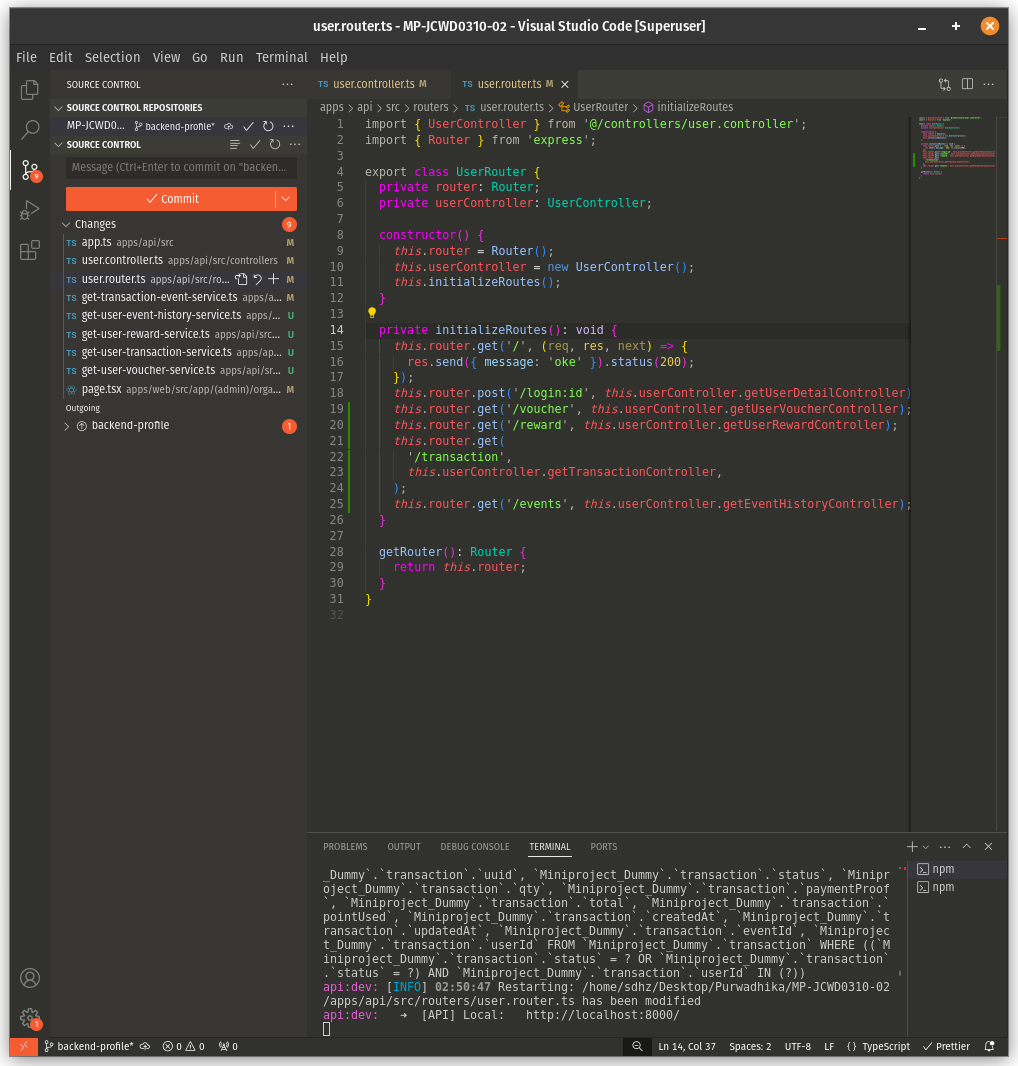 user.router.ts - MP-JCWD0310-02 - Visual Studio Code [Superuser]
File Edit Selection View Go Run Terminal Help
SOURCE CONTROL
SOURCE CONTROL REPOSITORIES
MP-JCWD0... backend-profile*
SOURCE CONTROL
Message (Ctrl+Enter to commit on "backen...
Commit
Changes 9
TS app.ts apps/api/src M
TS user.controller.ts apps/api/src/controllers M
TS user.router.ts apps/api/src/ro... M
TS get-transaction-event-service.ts apps/a... M
TS get-user-event-history-service.ts apps/a... U
TS get-user-reward-service.ts apps/api/src... U
TS get-user-transaction-service.ts apps/ap... U
TS get-user-voucher-service.ts apps/api/sr... U
page.tsx apps/web/src/app/(admin)/orga... M
Outgoing
backend-profile 1
9
1
TS user.controller.ts M TS user.router.ts M
apps > api > src > routers > TS user.router.ts > UserRouter > initializeRoutes
1 import { UserController } from '@/controllers/user.controller';
2 import { Router } from 'express';
3
4 export class UserRouter {
5 private router: Router;
6 private userController: UserController;
7
8 constructor() {
9 this.router = Router();
10 this.userController = new UserController();
11 this.initializeRoutes();
12 }
13
14 private initializeRoutes(): void {
15 this.router.get('/', (req, res, next) => {
16 res.send({ message: 'oke' }).status(200);
17 });
18 this.router.post('/login:id', this.userController.getUserDetailController)
19 this.router.get('/voucher', this.userController.getUserVoucherController);
20 this.router.get('/reward', this.userController.getUserRewardController);
21 this.router.get(
22 '/transaction',
23 this.userController.getTransactionController,
24 );
25 this.router.get('/events', this.userController.getEventHistoryController);
26 }
27
28 getRouter(): Router {
29 return this.router;
30 }
31 }
32
PROBLEMS OUTPUT DEBUG CONSOLE TERMINAL PORTS
_Dummy`.`transaction`.`uuid`, `Miniproject_Dummy`.`transaction`.`status`, `Minipr
oject_Dummy`.`transaction`.`qty`, `Miniproject_Dummy`.`transaction`.`paymentProof
`, `Miniproject_Dummy`.`transaction`.`total`, `Miniproject_Dummy`.`transaction`.`
pointUsed`, `Miniproject_Dummy`.`transaction`.`createdAt`, `Miniproject_Dummy`.`t
ransaction`.`updatedAt`, `Miniproject_Dummy`.`transaction`.`eventId`, `Miniprojec
t_Dummy`.`transaction`.`userId` FROM `Miniproject_Dummy`.`transaction` WHERE ((`M
iniproject_Dummy`.`transaction`.`status` = ? OR `Miniproject_Dummy`.`transaction`
.`status` = ?) AND `Miniproject_Dummy`.`transaction`.`userId` IN (?))
api:dev: [INFO] 02:50:47 Restarting: /home/sdhz/Desktop/Purwadhika/MP-JCWD0310-02
/apps/api/src/routers/user.router.ts has been modified
api:dev: ➜ [API] Local: http://localhost:8000/
npm
npm
backend-profile* 0 0 0 Ln 14, Col 37 Spaces: 2 UTF-8 LF {} TypeScript Prettier